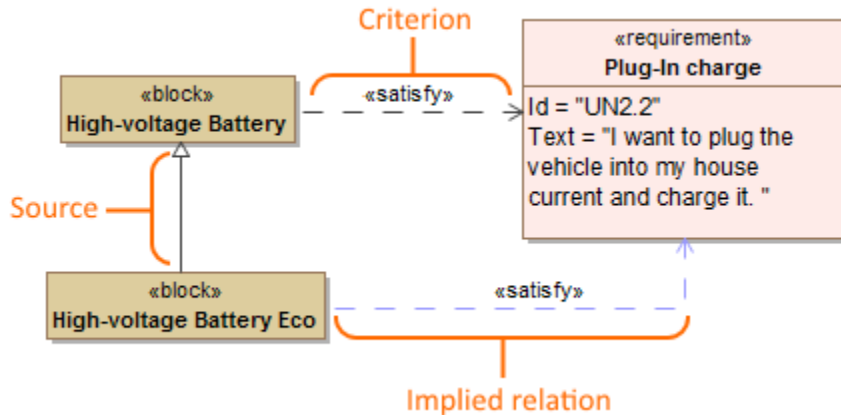 Criterion
«requirement»
Plug-In charge
«block»
High-voltage Battery
«satisfy»
Id = "UN2.2"
Text = "I want to plug the
vehicle into my house
current and charge it. "
Source
«block»
High-voltage Battery Eco
«satisfy»
Implied relation